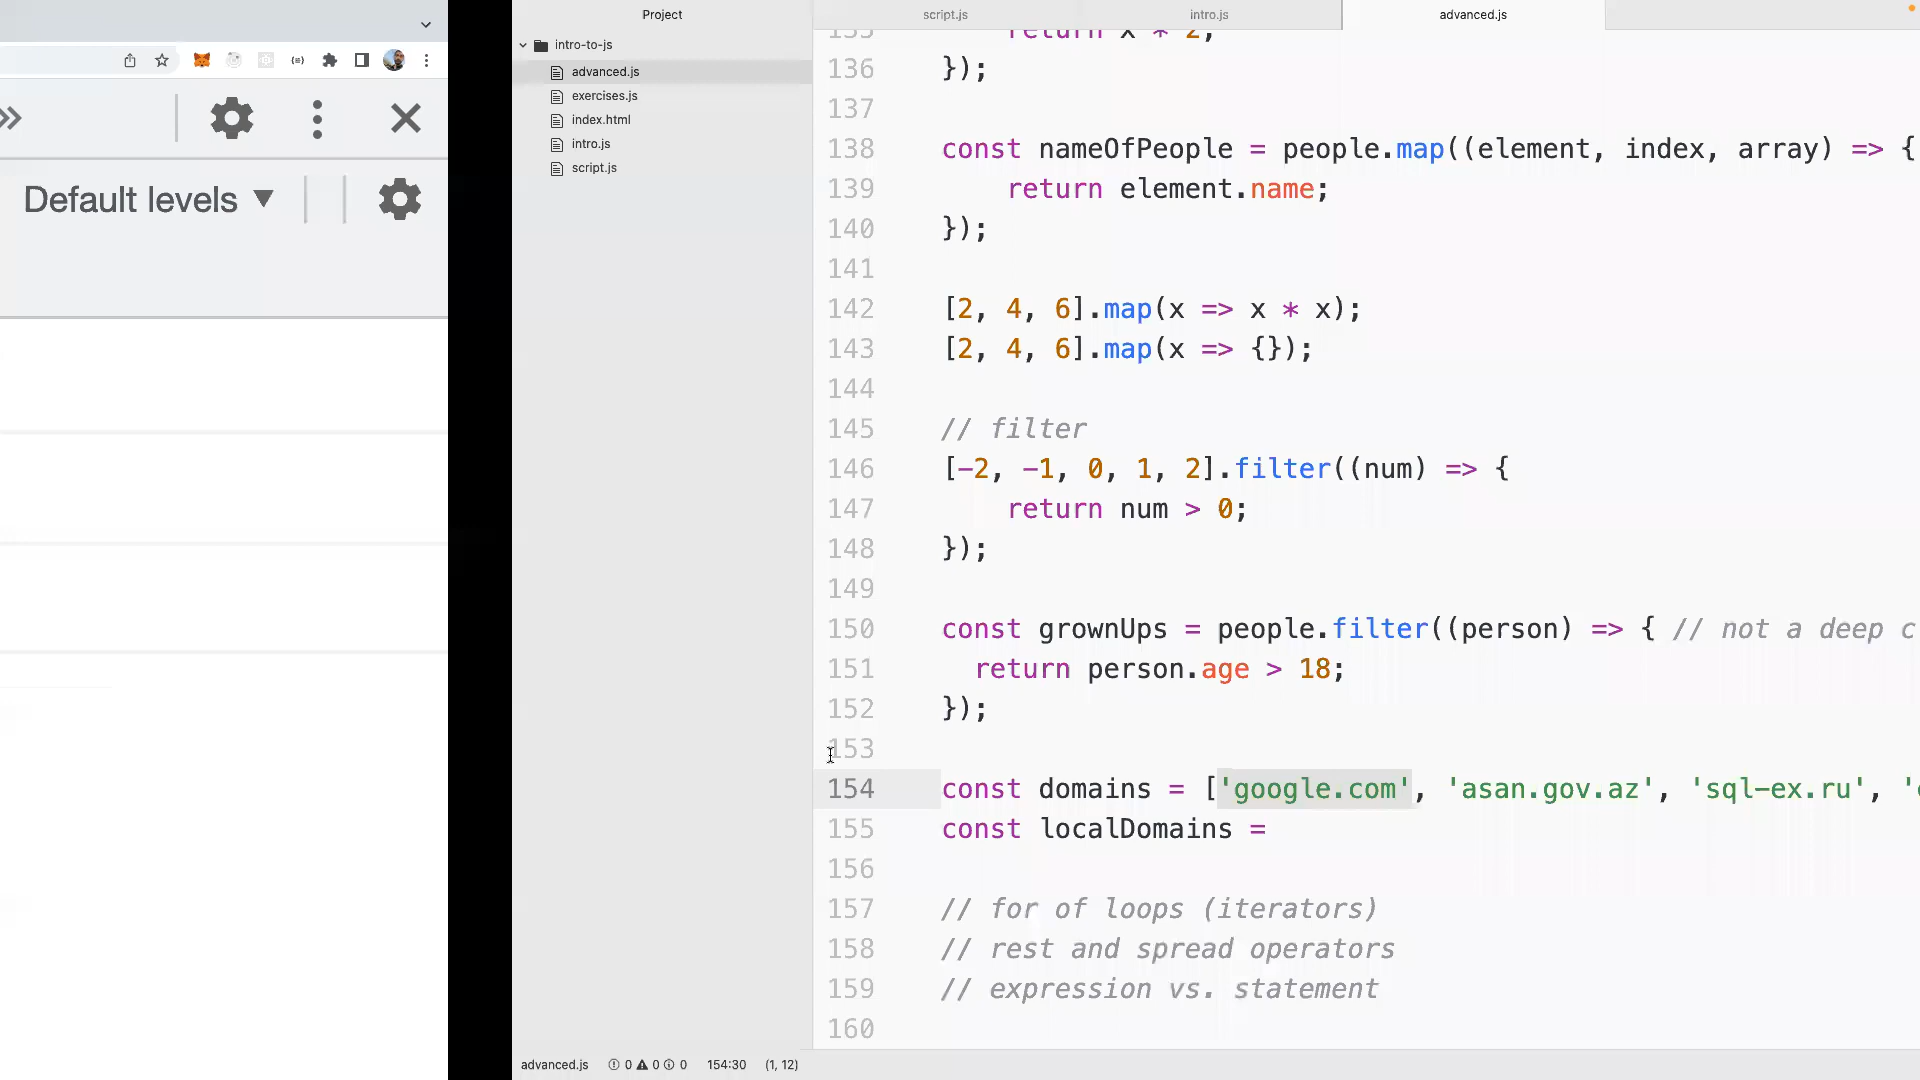 Project
script.js
intro.js
advanced.js
intro-to-js
advanced.js
exercises.js
index.html
intro.js
script.js
Default levels
135 return x * 2;
136 });
137
138 const nameOfPeople = people.map((element, index, array) => {
139 return element.name;
140 });
141
142 [2, 4, 6].map(x => x * x);
143 [2, 4, 6].map(x => {});
144
145 // filter
146 [-2, -1, 0, 1, 2].filter((num) => {
147 return num > 0;
148 });
149
150 const grownUps = people.filter((person) => { // not a deep c
151 return person.age > 18;
152 });
153
154 const domains = ['google.com', 'asan.gov.az', 'sql-ex.ru', '
155 const localDomains =
156
157 // for of loops (iterators)
158 // rest and spread operators
159 // expression vs. statement
160
advanced.js 0 0 0 154:30 (1, 12)